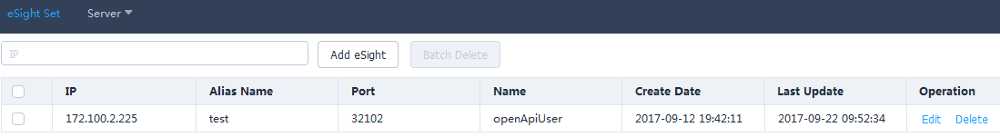 eSight Set Server
IP Add eSight Batch Delete
IP Alias Name Port Name Create Date Last Update Operation
172.100.2.225 test 32102 openApiUser 2017-09-12 19:42:11 2017-09-22 09:52:34 Edit Delete